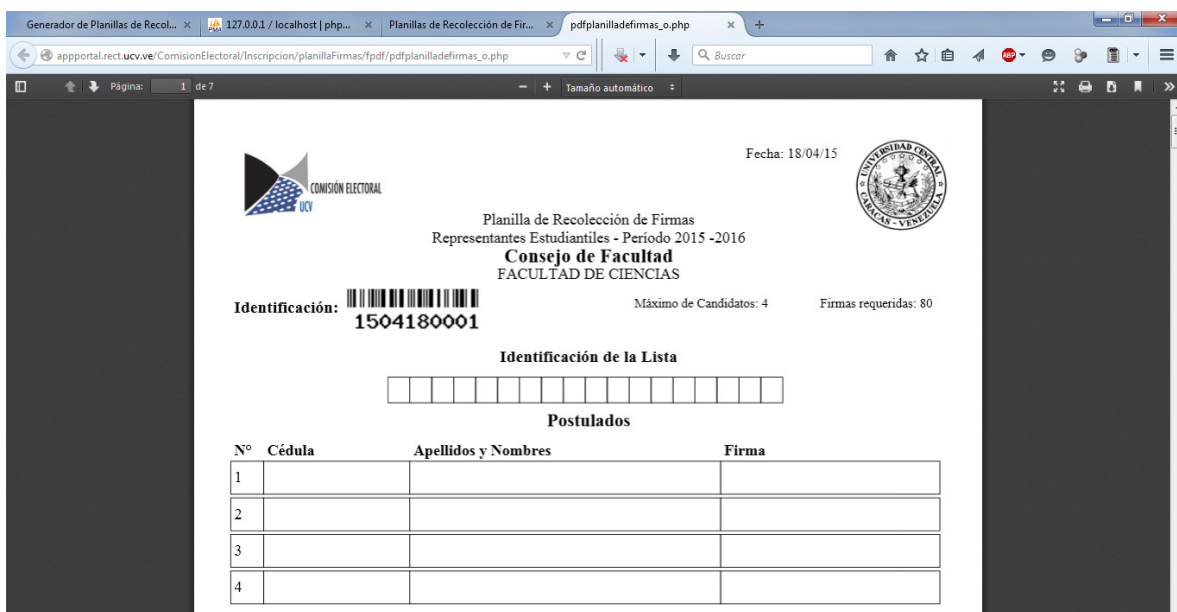 Generador de Planillas de Recol...
127.0.0.1 / localhost | php...
Planillas de Recolección de Fir...
pdfplanilladefirmas_o.php
appportal.rect.ucv.ve/ComisionElectoral/Inscripcion/planillaFirmas/fpdf/pdfplanilladefirmas_o.php
Buscar
ABP
Página: 1 de 7
Tamaño automático
Fecha: 18/04/15
COMISIÓN ELECTORAL
UCV
UNIVERSIDAD CENTRAL
CARACAS - VENEZUELA
Planilla de Recolección de Firmas
Representantes Estudiantiles - Periodo 2015 -2016
Consejo de Facultad
FACULTAD DE CIENCIAS
Identificación:
1504180001
Máximo de Candidatos: 4
Firmas requeridas: 80
Identificación de la Lista
Postulados
N° Cédula Apellidos y Nombres Firma
1
2
3
4